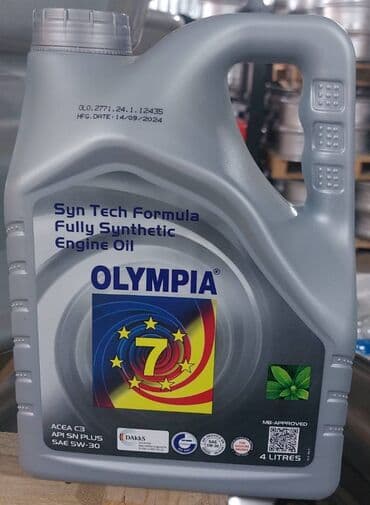 OLO.2771.24.1.12435
MFG.DATE: 14/09/2024
Syn Tech Formula
Fully Synthetic
Engine Oil
OLYMPIA®
7
MB-APPROVED
ACEA C3
API SN PLUS
SAE 5W-30
DAkkS
4 LITRES